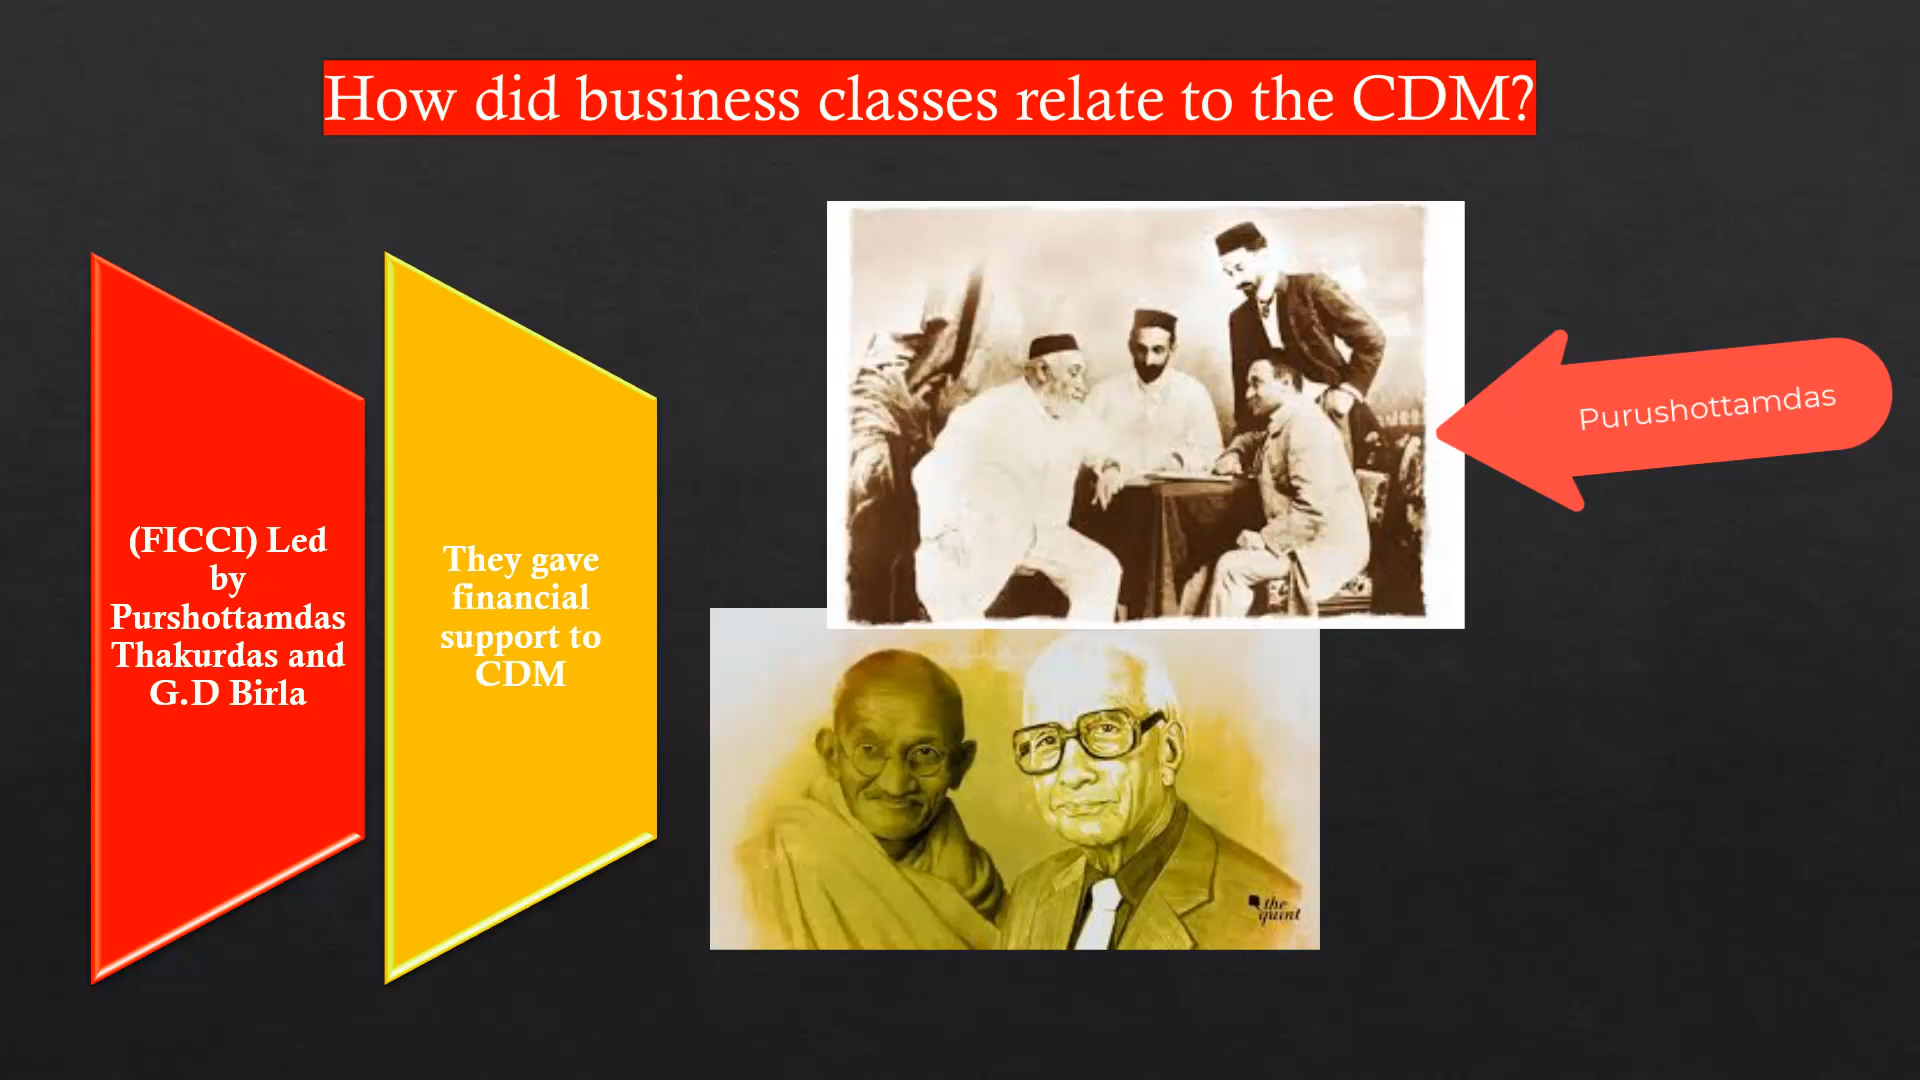 How did business classes relate to the CDM?
(FICCI) Led
by
Purshottamdas
Thakurdas and
G.D Birla
They gave
financial
support to
CDM
Purushottamdas
the
quint